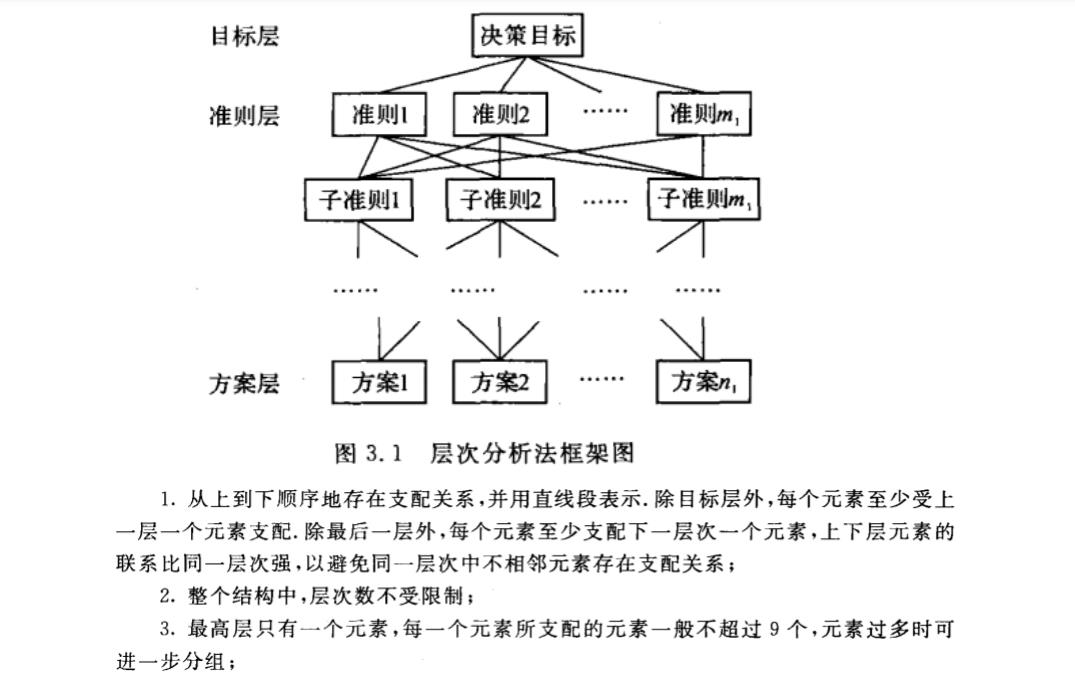 目标层 决策目标
准则层 准则1 准则2 …… 准则m₁
子准则1 子准则2 …… 子准则m₁
…… …… …… ……
方案层 方案1 方案2 …… 方案n₁
图 3.1 层次分析法框架图
1. 从上到下顺序地存在支配关系,并用直线段表示.除目标层外,每个元素至少受上
一层一个元素支配.除最后一层外,每个元素至少支配下一层次一个元素,上下层元素的
联系比同一层次强,以避免同一层次中不相邻元素存在支配关系;
2. 整个结构中,层次数不受限制;
3. 最高层只有一个元素,每一个元素所支配的元素一般不超过 9 个,元素过多时可
进一步分组;